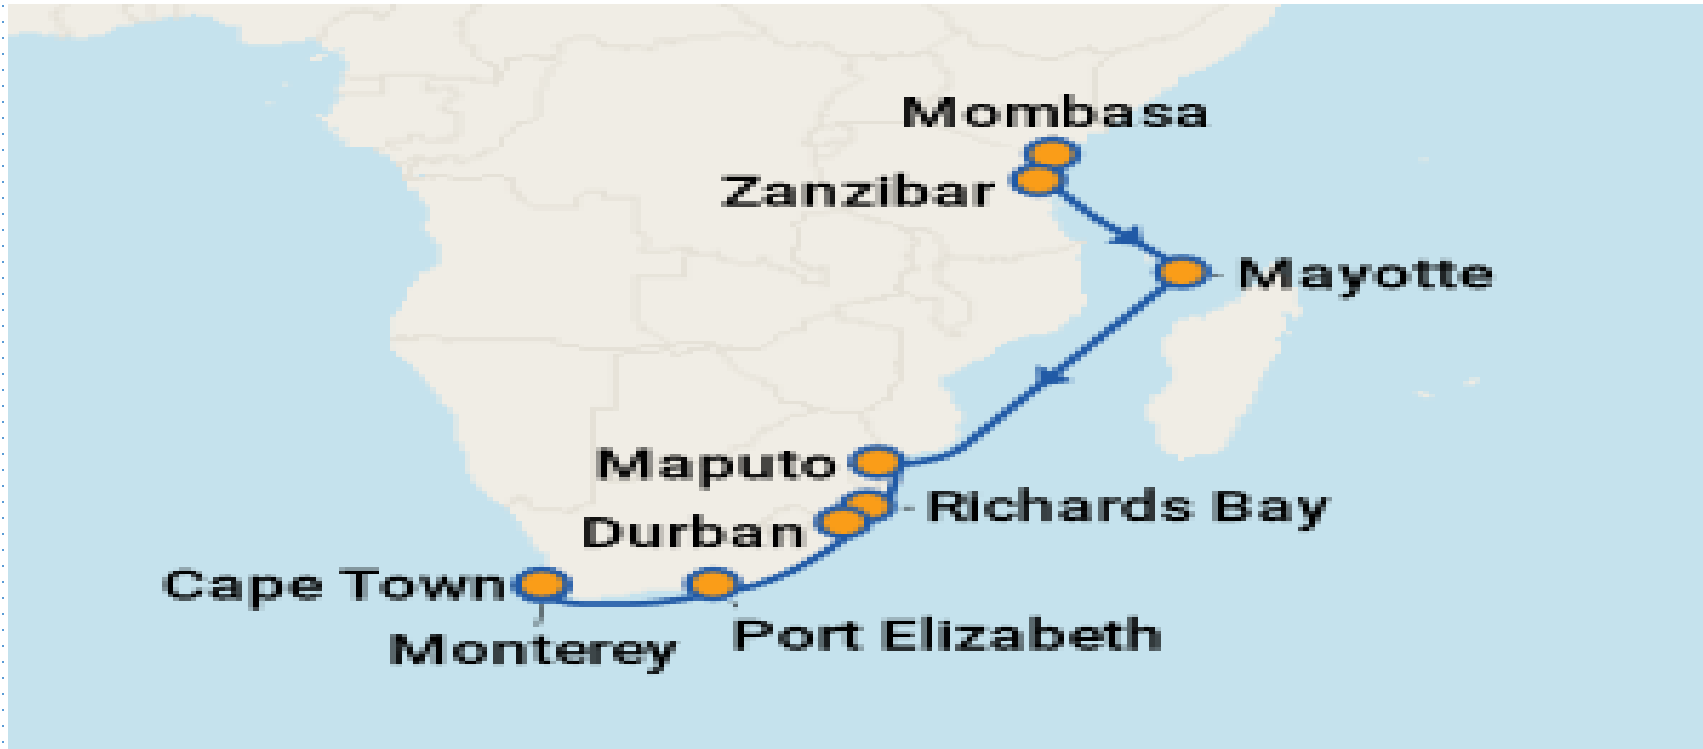 Mombasa
Zanzibar
Mayotte
Maputo
Richards Bay
Durban
Cape Town
Port Elizabeth
Monterey